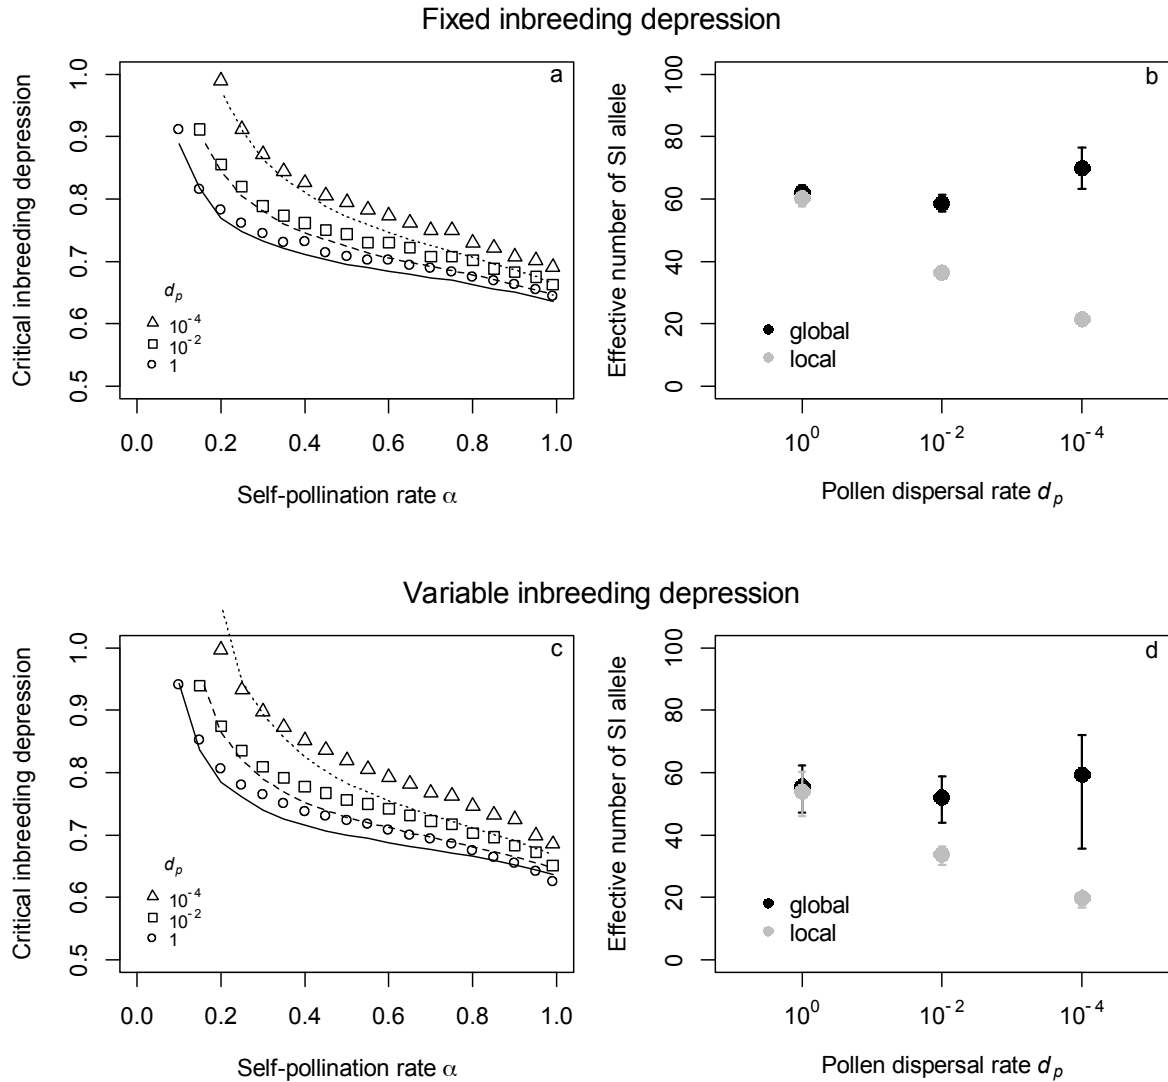 Fixed inbreeding depression
a
Critical inbreeding depression
1.0
0.9
0.8
0.7
0.6
0.5
d_p
10^-4
10^-2
1
0.0 0.2 0.4 0.6 0.8 1.0
Self-pollination rate α
b
Effective number of SI allele
100
80
60
40
20
0
global
local
10^0 10^-2 10^-4
Pollen dispersal rate d_p
Variable inbreeding depression
c
Critical inbreeding depression
1.0
0.9
0.8
0.7
0.6
0.5
d_p
10^-4
10^-2
1
0.0 0.2 0.4 0.6 0.8 1.0
Self-pollination rate α
d
Effective number of SI allele
100
80
60
40
20
0
global
local
10^0 10^-2 10^-4
Pollen dispersal rate d_p